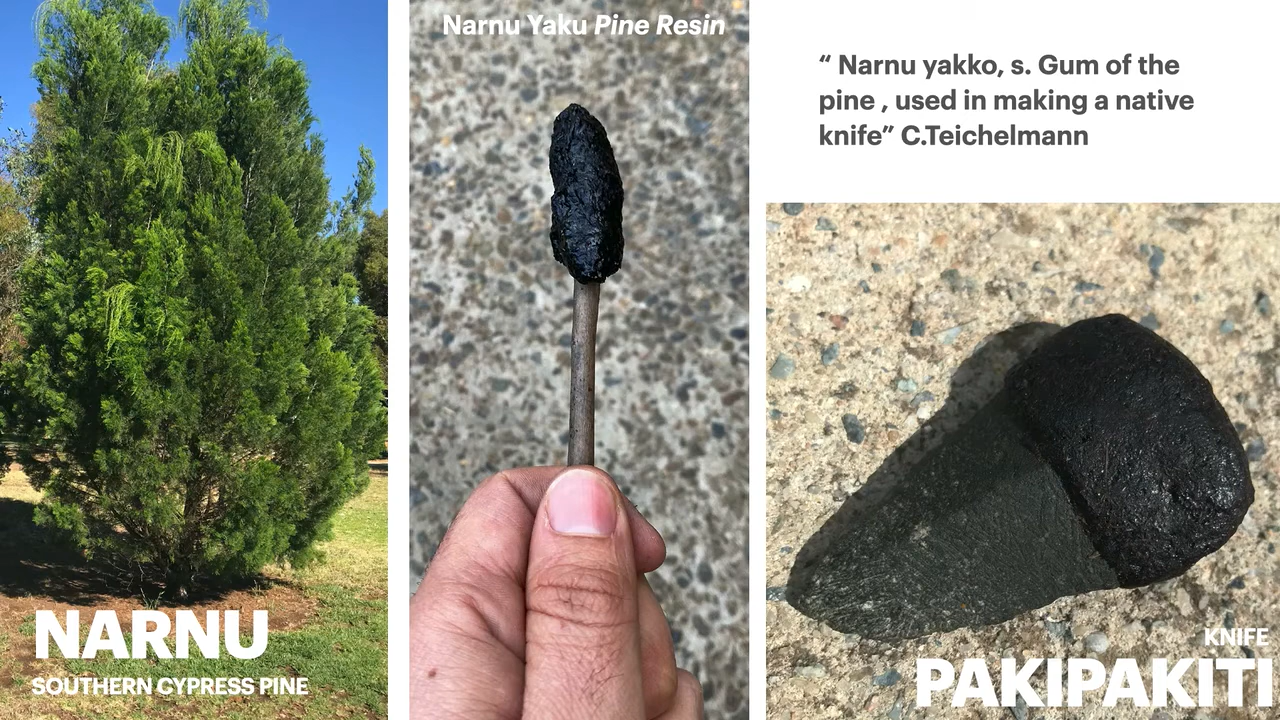 NARNU
SOUTHERN CYPRESS PINE
Narnu Yaku Pine Resin
“ Narnu yakko, s. Gum of the
pine , used in making a native
knife” C.Teichelmann
KNIFE
PAKIPAKITI